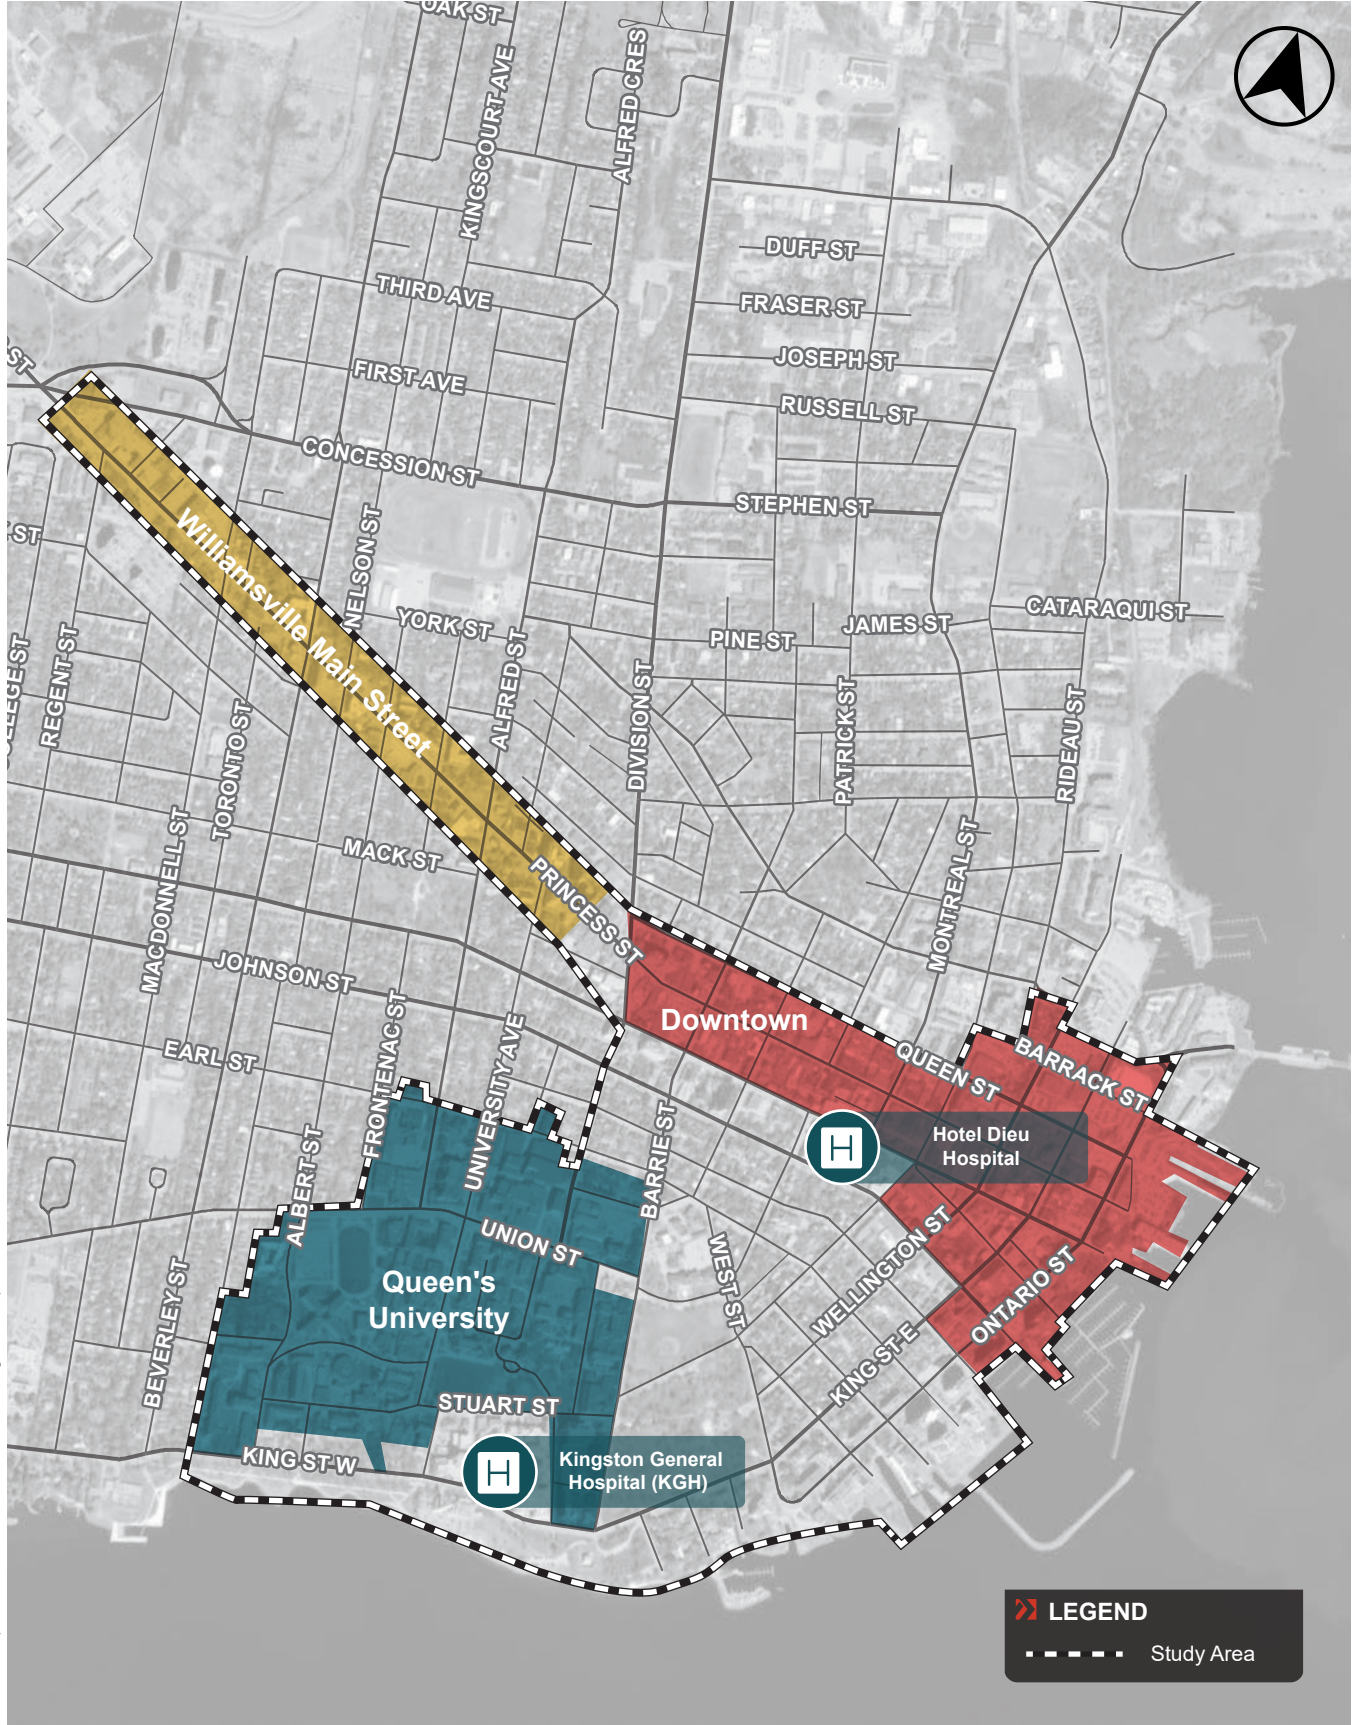 OAK ST
KINGSCOURT AVE
ALFRED CRES
DUFF ST
THIRD AVE
FRASER ST
ST
JOSEPH ST
FIRST AVE
RUSSELL ST
CONCESSION ST
STEPHEN ST
ST
Williamsville Main Street
NELSON ST
YORK ST
CATARAQUI ST
JAMES ST
PINE ST
ALFRED ST
REGENT ST
DIVISION ST
PATRICK ST
RIDEAU ST
TORONTO ST
MACK ST
MACDONNELL ST
PRINCESS ST
MONTREAL ST
JOHNSON ST
Downtown
FRONTENAC ST
UNIVERSITY AVE
EARL ST
QUEEN ST
BARRACK ST
ALBERT ST
BARRIE ST
Hotel Dieu
Hospital
UNION ST
WEST ST
WELLINGTON ST
Queen's
University
ONTARIO ST
BEVERLEY ST
KING ST E
STUART ST
KING ST W
Kingston General
Hospital (KGH)
LEGEND
Study Area